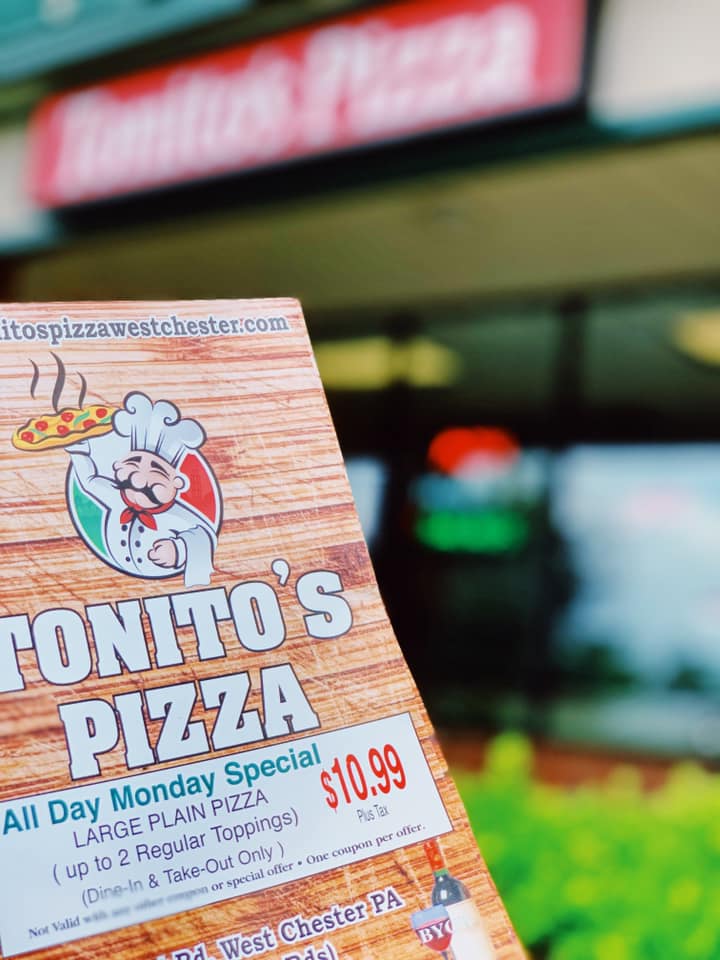 Tonito's Pizza
itospizzawestchester.com
TONITO'S
PIZZA
All Day Monday Special
$10.99
LARGE PLAIN PIZZA
Plus Tax
( up to 2 Regular Toppings)
(Dine-In & Take-Out Only )
Not Valid with any other coupon or special offer • One coupon per offer.
Rd. West Chester PA
Rds)
BYO